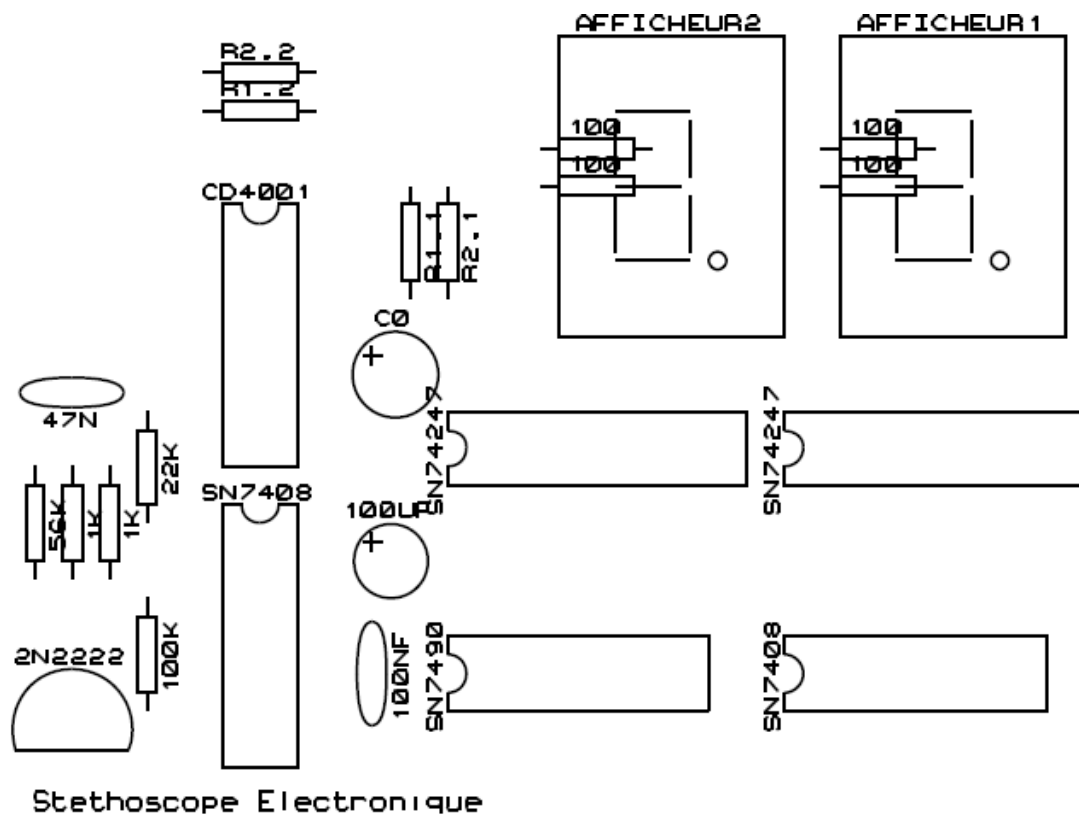 AFFICHEUR2
AFFICHEUR1
R2.2
R1.2
100
100
100
100
CD4001
R1.1
R2.1
C0
47N
22K
SN74247
SN74247
SN7408
100UF
56K
1K
1K
2N2222
100K
100NF
SN7490
SN7408
Stethoscope Electronique